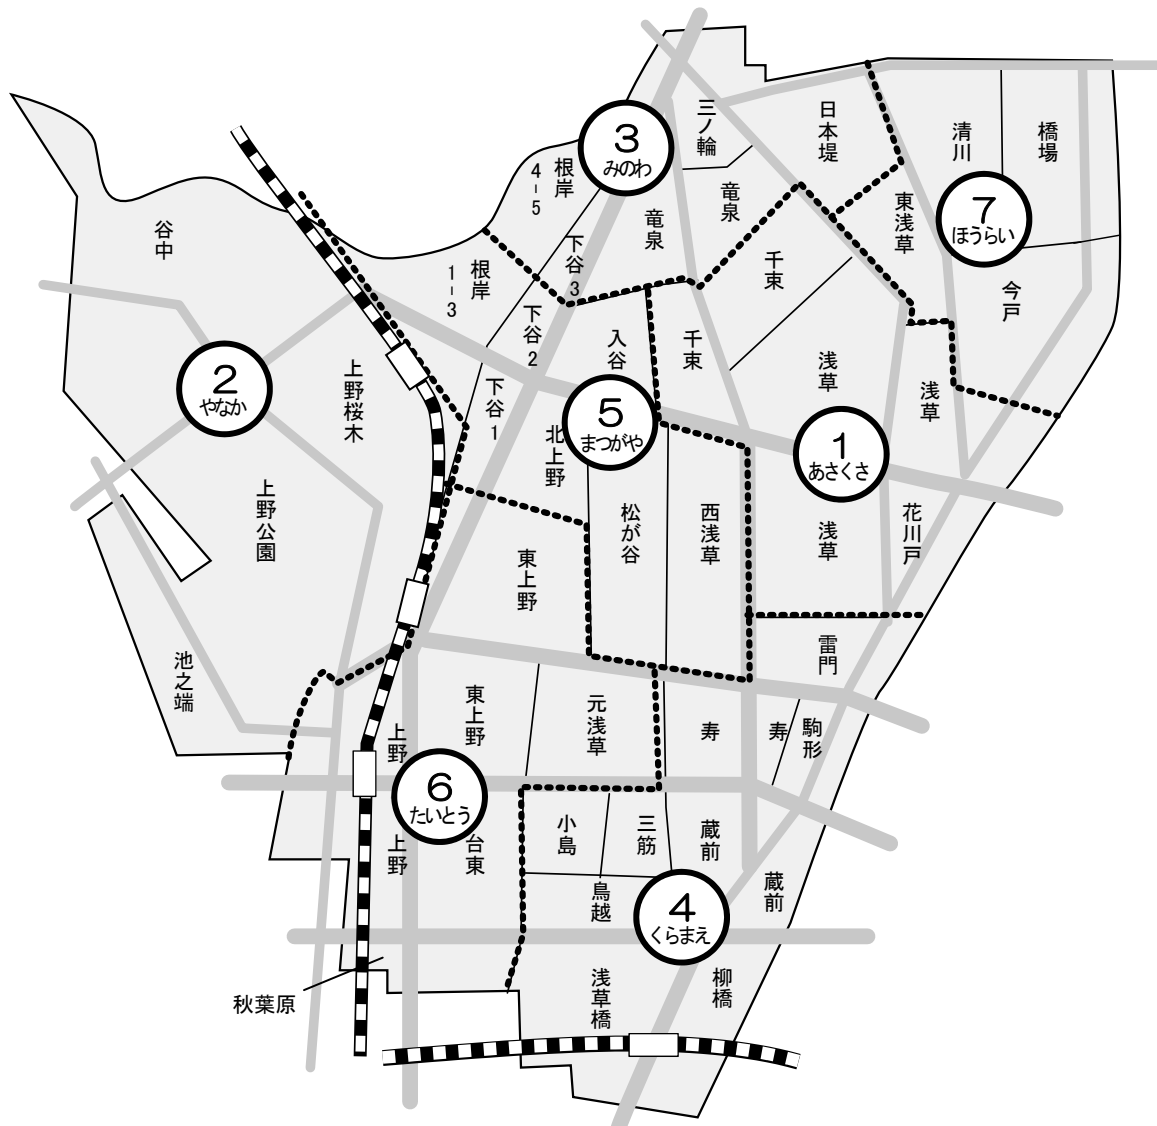 三ノ輪
日本堤
清川
橋場
3
みのわ
根岸
4-5
竜泉
竜泉
東浅草
7
ほうらい
谷中
下谷3
千束
根岸
1-3
今戸
下谷2
入谷
千束
2
やなか
上野桜木
下谷1
浅草
浅草
5
まつがや
北上野
1
あさくさ
上野公園
松が谷
西浅草
浅草
花川戸
東上野
雷門
池之端
東上野
元浅草
上野
寿
寿
駒形
6
たいとう
上野
台東
小島
三筋
蔵前
蔵前
鳥越
4
くらまえ
秋葉原
浅草橋
柳橋